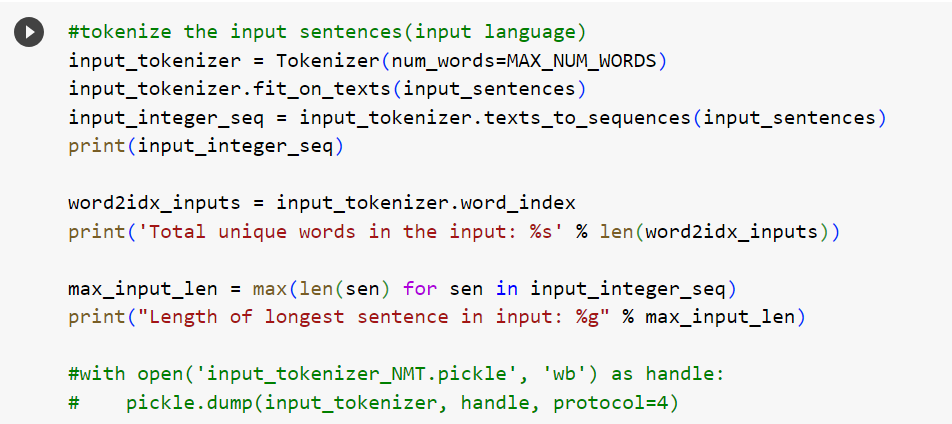 #tokenize the input sentences(input language)
input_tokenizer = Tokenizer(num_words=MAX_NUM_WORDS)
input_tokenizer.fit_on_texts(input_sentences)
input_integer_seq = input_tokenizer.texts_to_sequences(input_sentences)
print(input_integer_seq)

word2idx_inputs = input_tokenizer.word_index
print('Total unique words in the input: %s' % len(word2idx_inputs))

max_input_len = max(len(sen) for sen in input_integer_seq)
print("Length of longest sentence in input: %g" % max_input_len)

#with open('input_tokenizer_NMT.pickle', 'wb') as handle:
#    pickle.dump(input_tokenizer, handle, protocol=4)